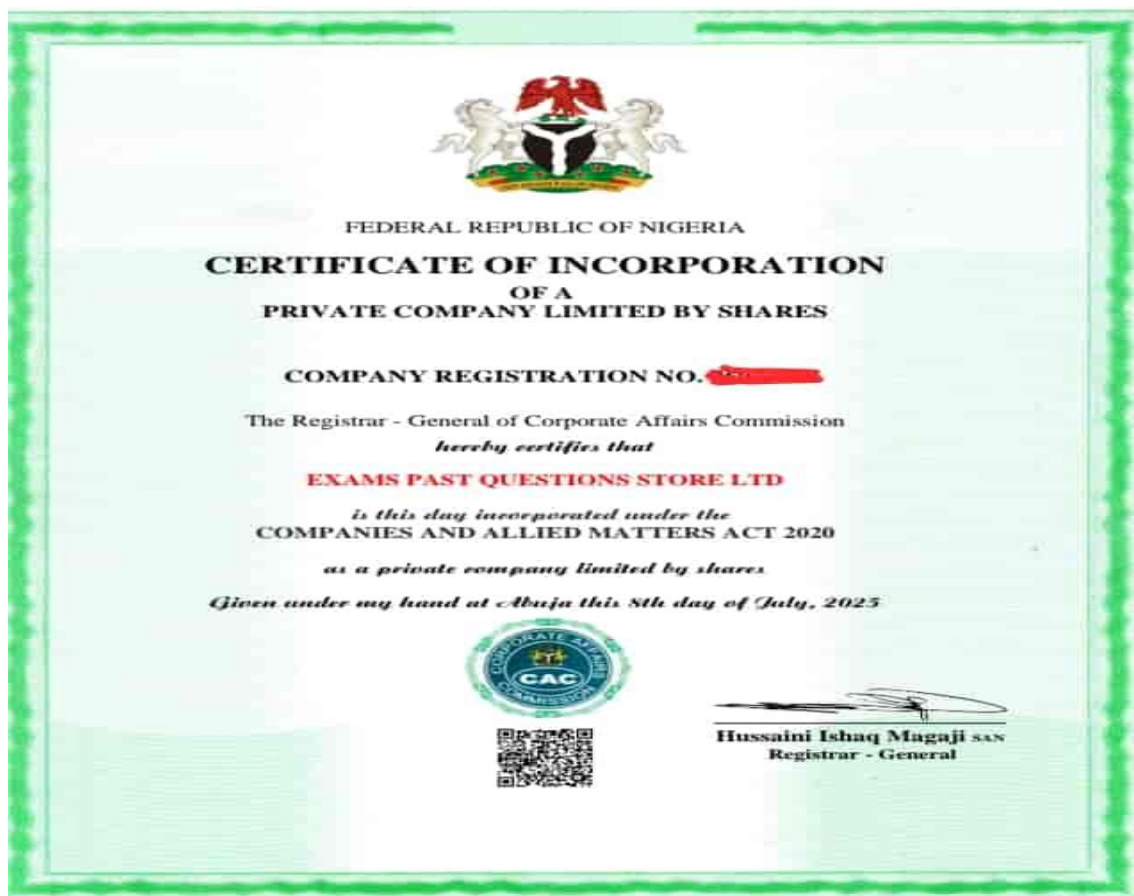 FEDERAL REPUBLIC OF NIGERIA
CERTIFICATE OF INCORPORATION
OF A
PRIVATE COMPANY LIMITED BY SHARES
COMPANY REGISTRATION NO.
The Registrar - General of Corporate Affairs Commission
hereby certifies that
EXAMS PAST QUESTIONS STORE LTD
is this day incorporated under the
COMPANIES AND ALLIED MATTERS ACT 2020
as a private company limited by shares
Given under my hand at Abuja this 8th day of July, 2025
CORPORATE AFFAIRS
CAC
COMMISSION
Hussaini Ishaq Magaji SAN
Registrar - General